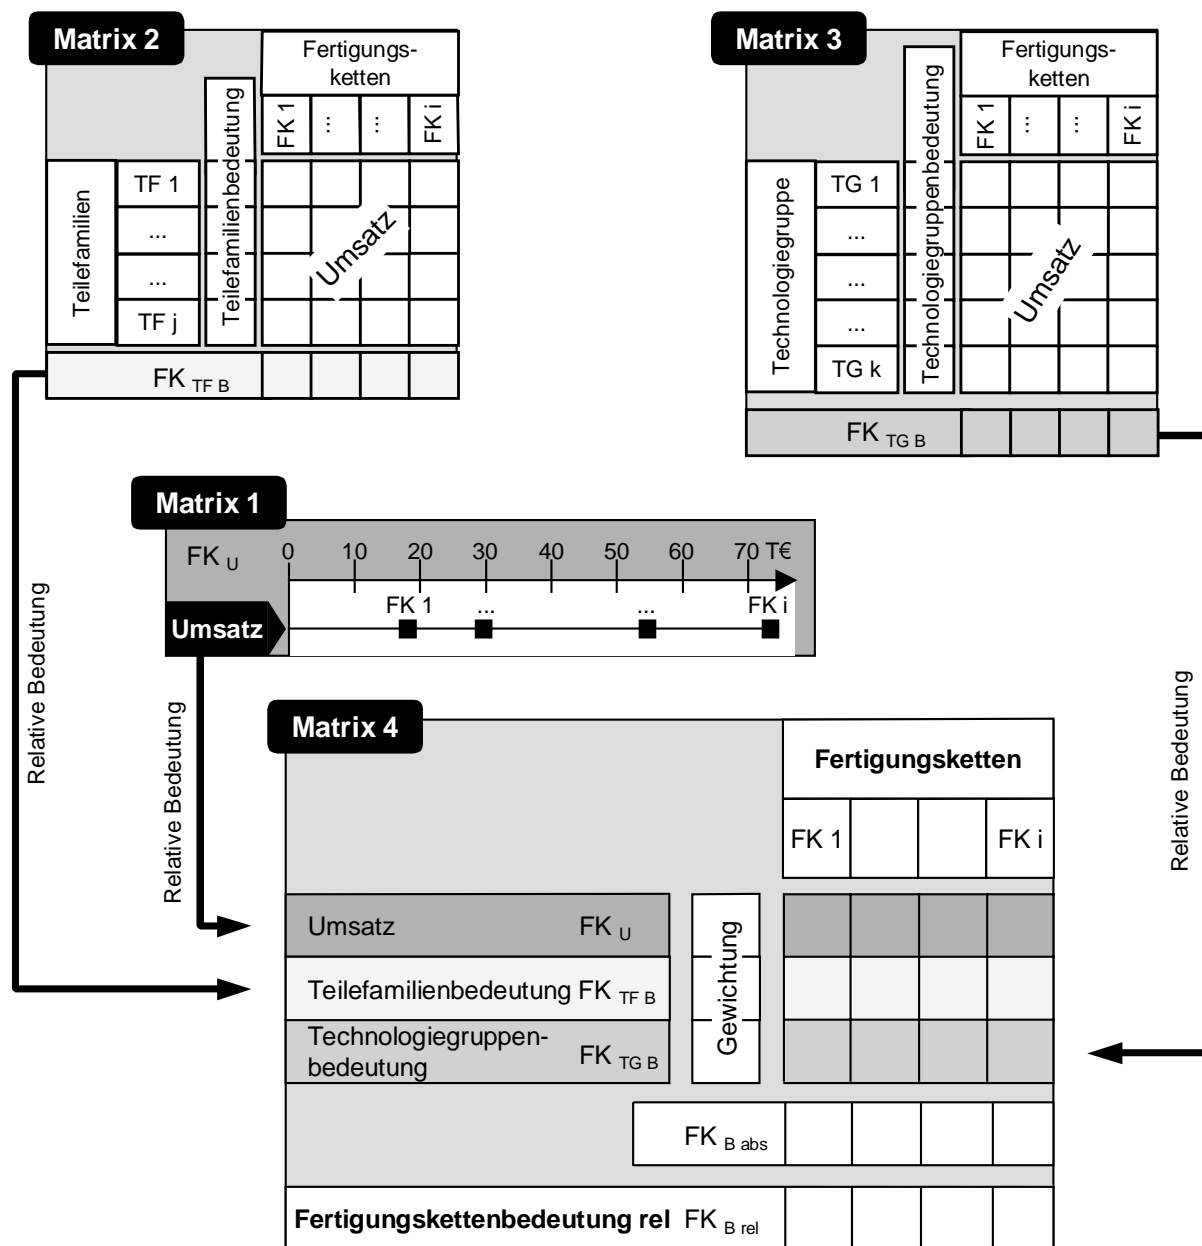 Matrix 2
Fertigungs-
ketten
FK 1
...
...
FK i
Teilefamilien
TF 1
...
...
TF j
Teilefamilienbedeutung
Umsatz
FK TF B
Matrix 3
Fertigungs-
ketten
FK 1
...
...
FK i
Technologiegruppe
TG 1
...
...
...
TG k
Technologiegruppenbedeutung
Umsatz
FK TG B
Matrix 1
FK U
0 10 20 30 40 50 60 70 T€
FK 1 ... ... FK i
Umsatz
Relative Bedeutung
Relative Bedeutung
Relative Bedeutung
Matrix 4
Fertigungsketten
FK 1 FK i
Umsatz FK U
Teilefamilienbedeutung FK TF B
Technologiegruppen-
bedeutung FK TG B
Gewichtung
FK B abs
Fertigungskettenbedeutung rel FK B rel